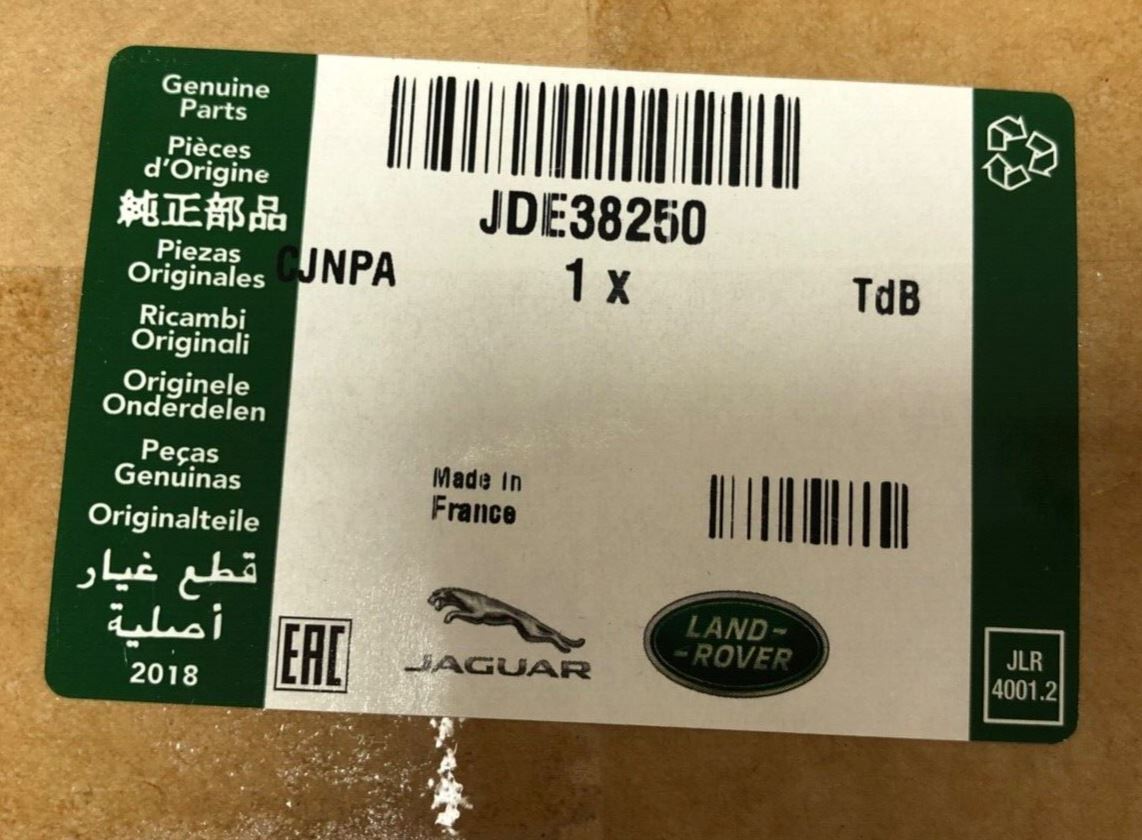 Genuine
Parts
Pièces
d'Origine
純正部品
Piezas
Originales
Ricambi
Originali
Originele
Onderdelen
Peças
Genuinas
Originalteile
قطع غيار
أصلية
2018
JDE38250
CJNPA
1 x
TdB
Made in
France
EAC
JAGUAR
LAND-
-ROVER
JLR
4001.2